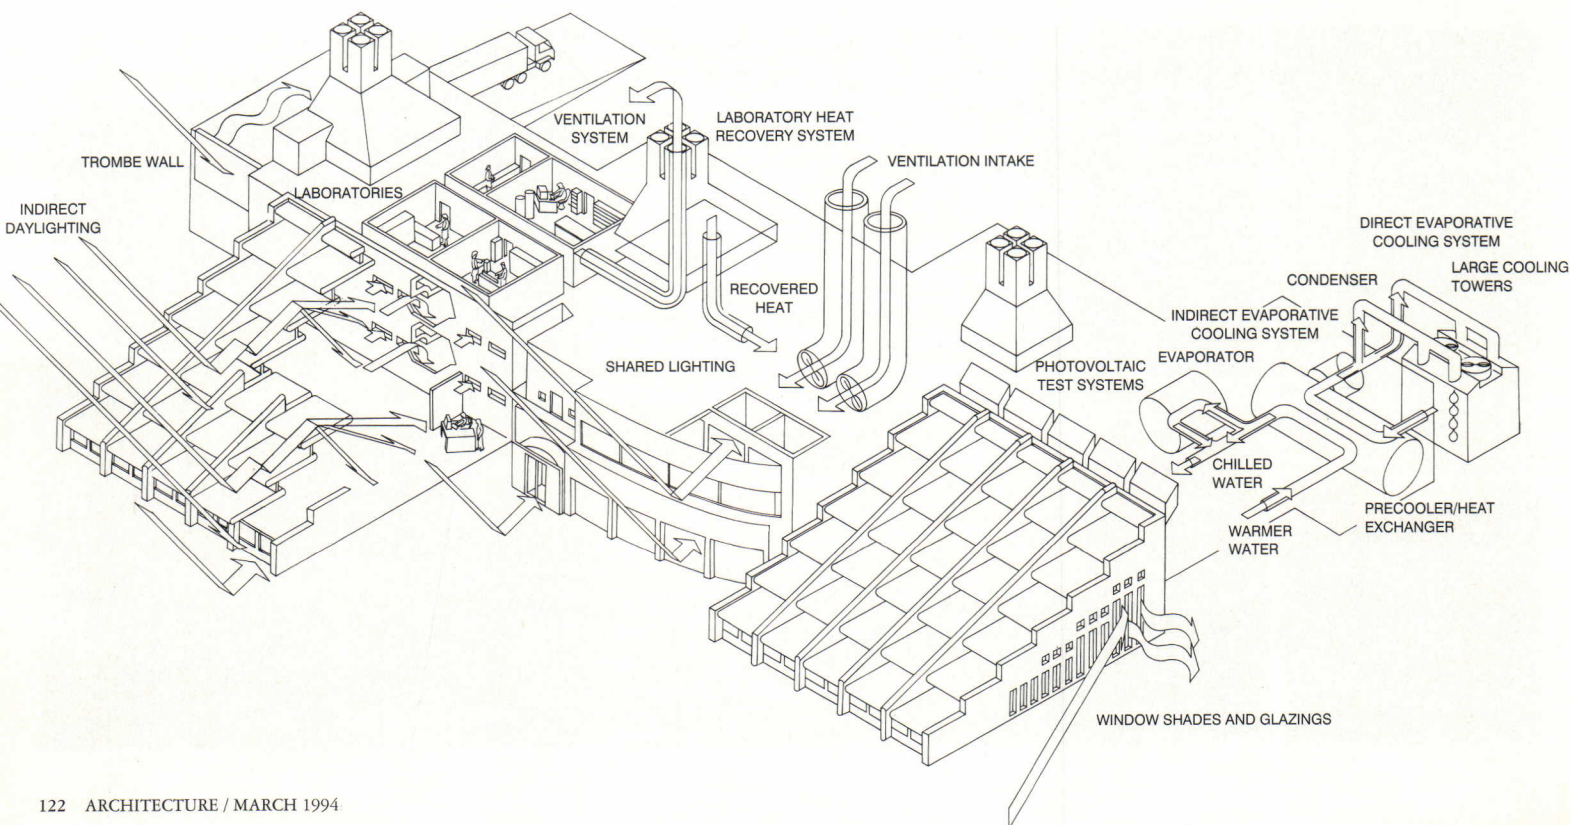 VENTILATION
SYSTEM
LABORATORY HEAT
RECOVERY SYSTEM
TROMBE WALL
VENTILATION INTAKE
LABORATORIES
INDIRECT
DAYLIGHTING
DIRECT EVAPORATIVE
COOLING SYSTEM
CONDENSER
LARGE COOLING
TOWERS
RECOVERED
HEAT
INDIRECT EVAPORATIVE
COOLING SYSTEM
SHARED LIGHTING
PHOTOVOLTAIC
TEST SYSTEMS
EVAPORATOR
CHILLED
WATER
PRECOOLER/HEAT
EXCHANGER
WARMER
WATER
WINDOW SHADES AND GLAZINGS
122 ARCHITECTURE / MARCH 1994